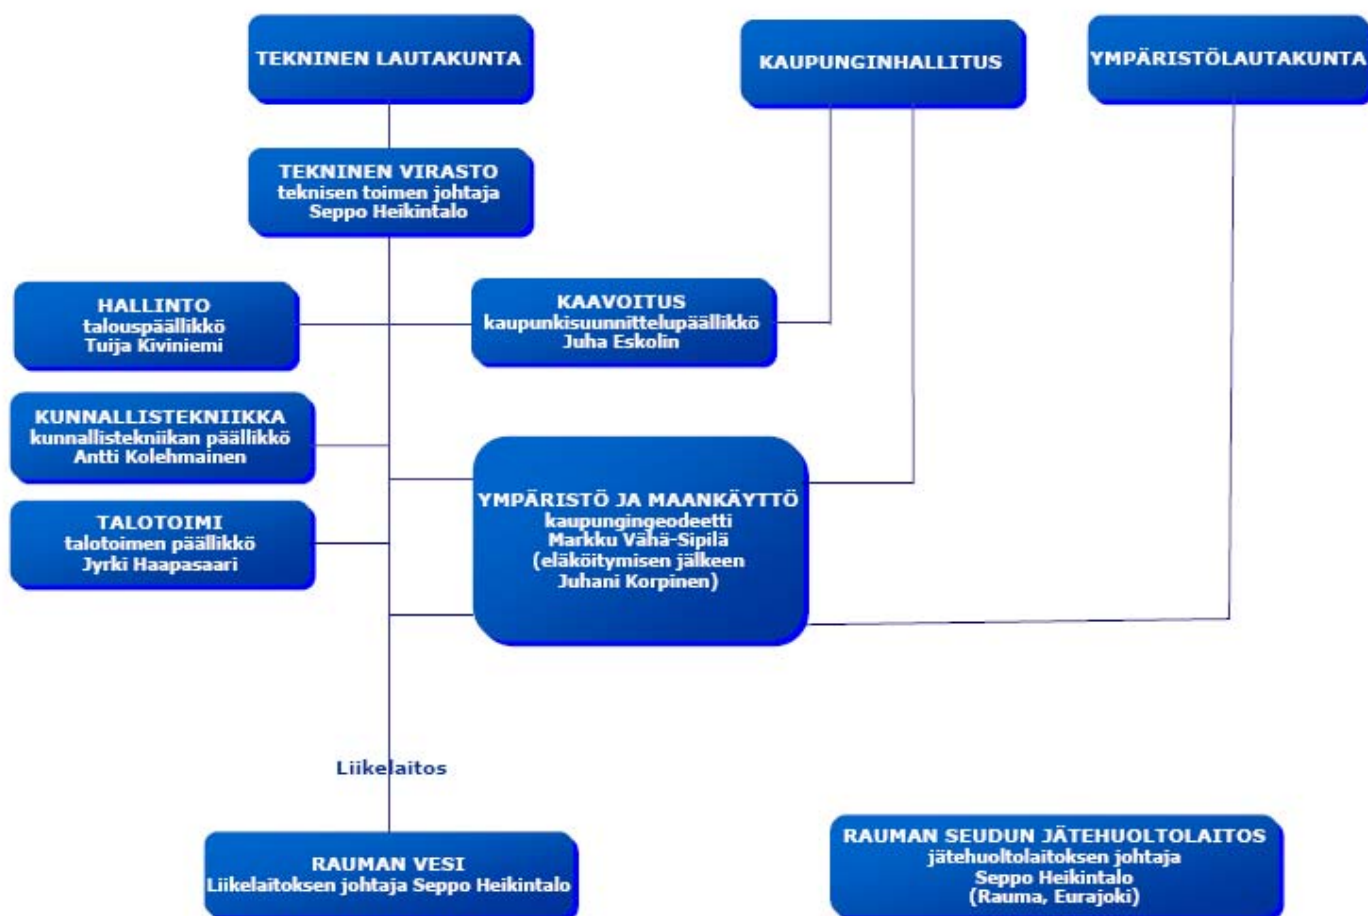 TEKNINEN LAUTAKUNTA
KAUPUNGINHALLITUS
YMPÄRISTÖLAUTAKUNTA
TEKNINEN VIRASTO
teknisen toimen johtaja
Seppo Heikintalo
HALLINTO
talouspäällikkö
Tuija Kiviniemi
KAAVOITUS
kaupunkisuunnittelupäällikkö
Juha Eskolin
KUNNALLISTEKNIIKKA
kunnallistekniikan päällikkö
Antti Kolehmainen
YMPÄRISTÖ JA MAANKÄYTTÖ
kaupungingeodeetti
Markku Vähä-Sipilä
(eläköitymisen jälkeen
Juhani Korpinen)
TALOTOIMI
talotoimen päällikkö
Jyrki Haapasaari
Liikelaitos
RAUMAN VESI
Liikelaitoksen johtaja Seppo Heikintalo
RAUMAN SEUDUN JÄTEHUOLTOLAITOS
jätehuoltolaitoksen johtaja
Seppo Heikintalo
(Rauma, Eurajoki)